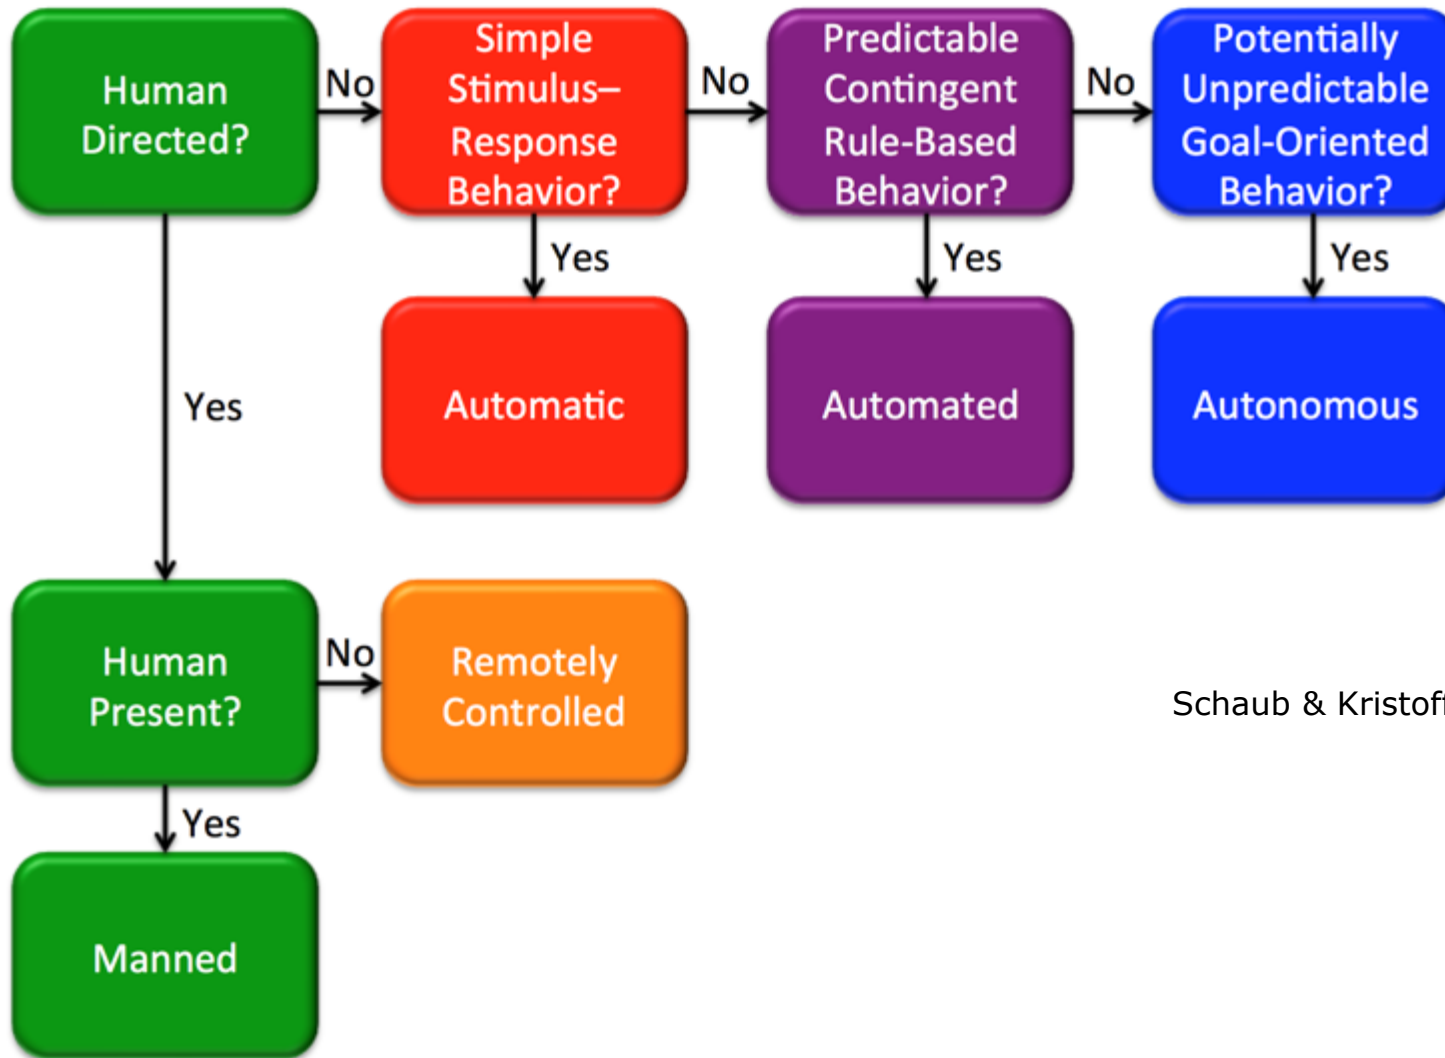 Human
Directed?
No
Simple
Stimulus–
Response
Behavior?
No
Predictable
Contingent
Rule-Based
Behavior?
No
Potentially
Unpredictable
Goal-Oriented
Behavior?
Yes
Yes
Yes
Yes
Automatic
Automated
Autonomous
Human
Present?
No
Remotely
Controlled
Schaub & Kristoff
Yes
Manned